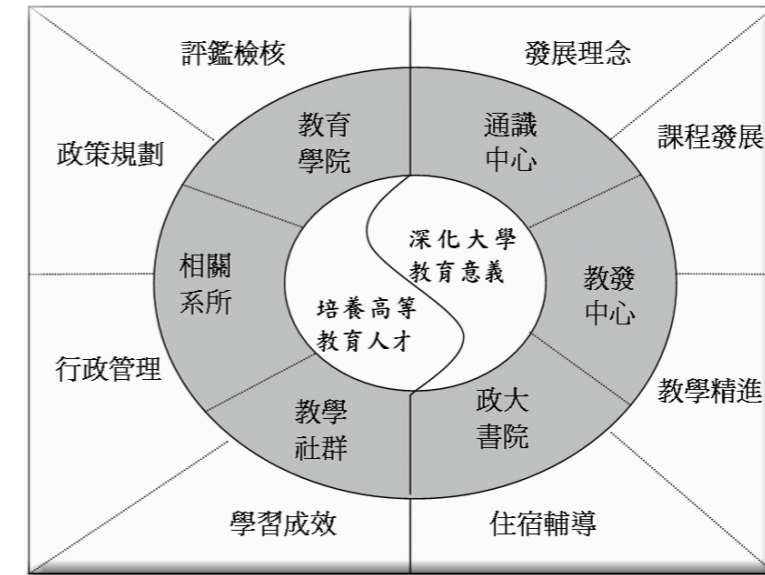 評鑑檢核
發展理念
政策規劃
課程發展
教育
學院
通識
中心
相關
系所
深化大學
教育意義
教發
中心
培養高等
教育人才
行政管理
教學精進
教學
社群
政大
書院
學習成效
住宿輔導